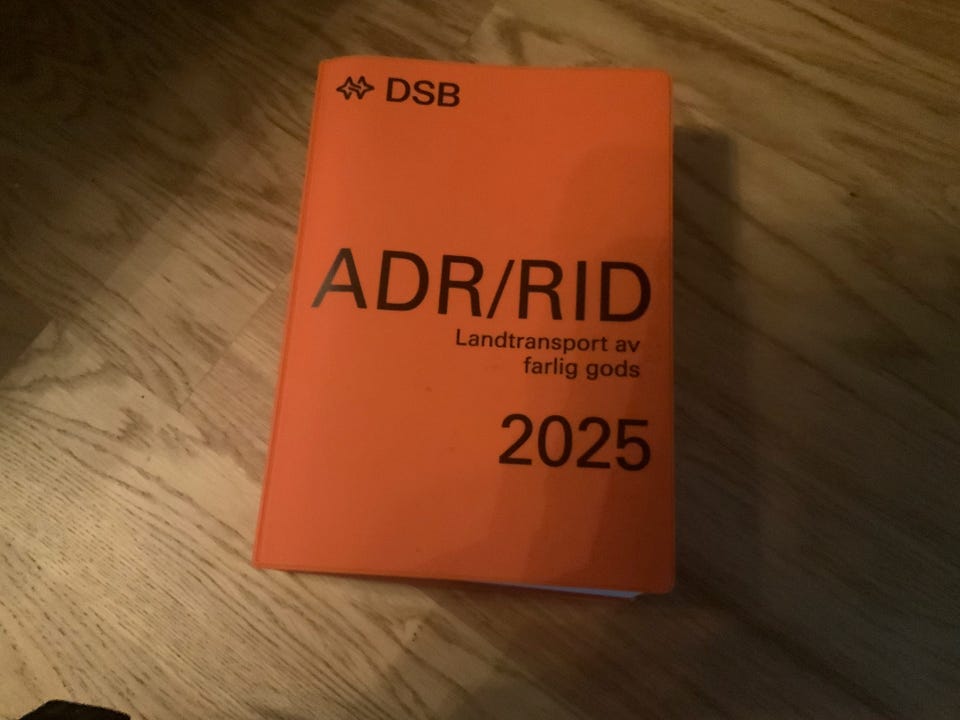 DSB
ADR/RID
Landtransport av
farlig gods
2025